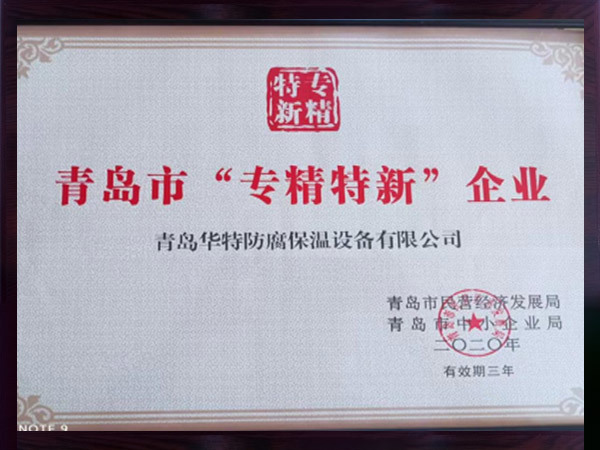 专精特新
青岛市“专精特新”企业
青岛华特防腐保温设备有限公司
青岛市民营经济发展局
青岛市中小企业局
二〇二〇年
有效期三年
NOTE 9